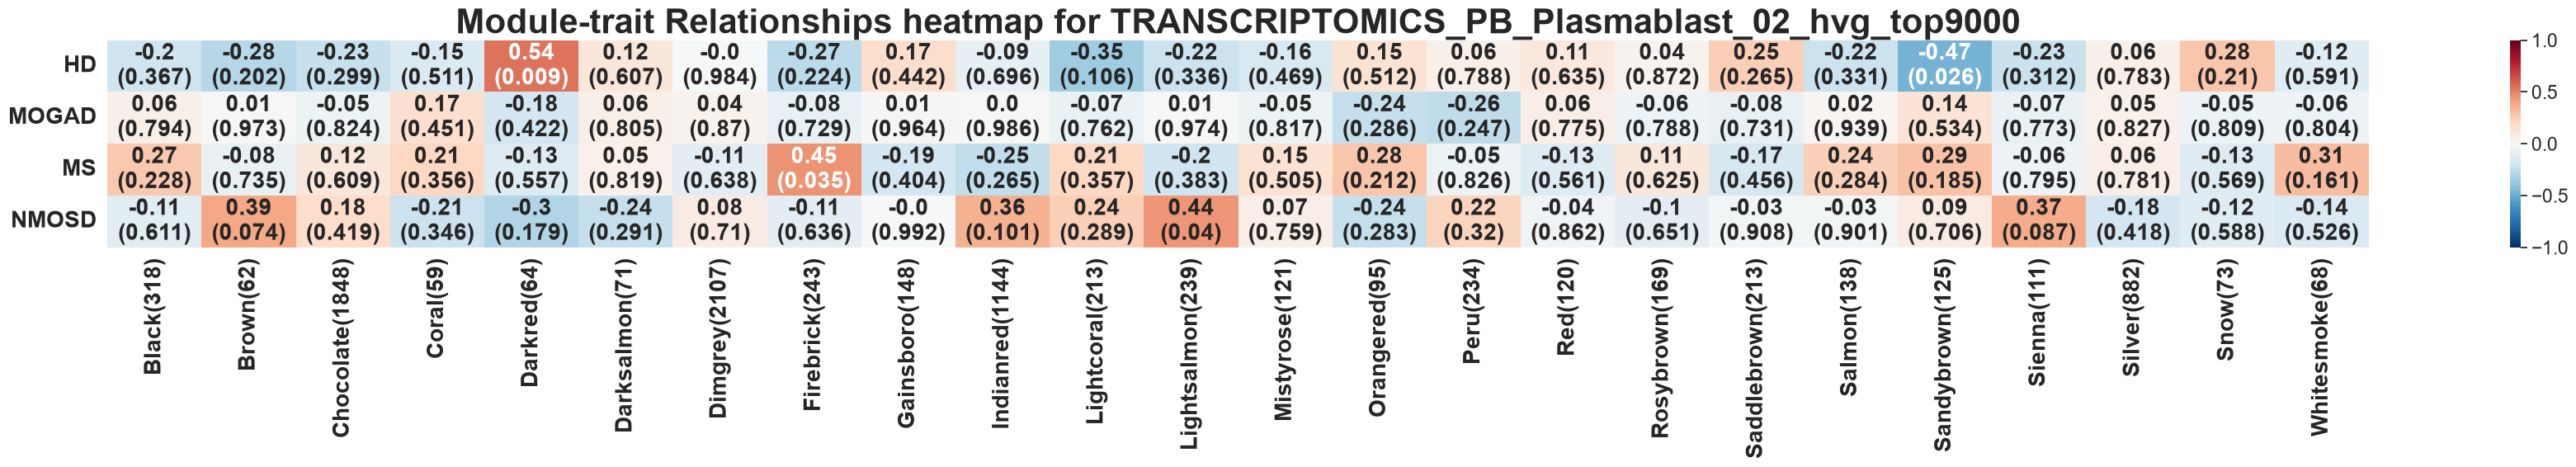 Module-trait Relationships heatmap for TRANSCRIPTOMICS_PB_Plasmablast_02_hvg_top9000
HD
-0.2 -0.28 -0.23 -0.15 0.54 0.12 -0.0 -0.27 0.17 -0.09 -0.35 -0.22 -0.16 0.15 0.06 0.11 0.04 0.25 -0.22 -0.47 -0.23 0.06 0.28 -0.12
(0.367) (0.202) (0.299) (0.511) (0.009) (0.607) (0.984) (0.224) (0.442) (0.696) (0.106) (0.336) (0.469) (0.512) (0.788) (0.635) (0.872) (0.265) (0.331) (0.026) (0.312) (0.783) (0.21) (0.591)
MOGAD
0.06 0.01 -0.05 0.17 -0.18 0.06 0.04 -0.08 0.01 0.0 -0.07 0.01 -0.05 -0.24 -0.26 0.06 -0.06 -0.08 0.02 0.14 -0.07 0.05 -0.05 -0.06
(0.794) (0.973) (0.824) (0.451) (0.422) (0.805) (0.87) (0.729) (0.964) (0.986) (0.762) (0.974) (0.817) (0.286) (0.247) (0.775) (0.788) (0.731) (0.939) (0.534) (0.773) (0.827) (0.809) (0.804)
MS
0.27 -0.08 0.12 0.21 -0.13 0.05 -0.11 0.45 -0.19 -0.25 0.21 -0.2 0.15 0.28 -0.05 -0.13 0.11 -0.17 0.24 0.29 -0.06 0.06 -0.13 0.31
(0.228) (0.735) (0.609) (0.356) (0.557) (0.819) (0.638) (0.035) (0.404) (0.265) (0.357) (0.383) (0.505) (0.212) (0.826) (0.561) (0.625) (0.456) (0.284) (0.185) (0.795) (0.781) (0.569) (0.161)
NMOSD
-0.11 0.39 0.18 -0.21 -0.3 -0.24 0.08 -0.11 -0.0 0.36 0.24 0.44 0.07 -0.24 0.22 -0.04 -0.1 -0.03 -0.03 0.09 0.37 -0.18 -0.12 -0.14
(0.611) (0.074) (0.419) (0.346) (0.179) (0.291) (0.71) (0.636) (0.992) (0.101) (0.289) (0.04) (0.759) (0.283) (0.32) (0.862) (0.651) (0.908) (0.901) (0.706) (0.087) (0.418) (0.588) (0.526)
Black(318)
Brown(62)
Chocolate(1848)
Coral(59)
Darkred(64)
Darksalmon(71)
Dimgrey(2107)
Firebrick(243)
Gainsboro(148)
Indianred(1144)
Lightcoral(213)
Lightsalmon(239)
Mistyrose(121)
Orangered(95)
Peru(234)
Red(120)
Rosybrown(169)
Saddlebrown(213)
Salmon(138)
Sandybrown(125)
Sienna(111)
Silver(882)
Snow(73)
Whitesmoke(68)
1.0
0.5
0.0
-0.5
-1.0